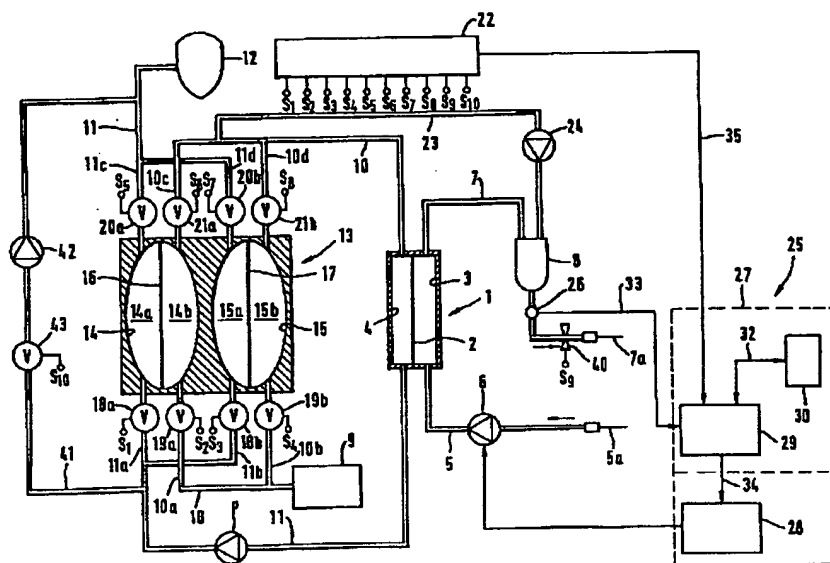 22
12
S1 S2 S3 S4 S5 S6 S7 S8 S9 S10
23
24
35
11
11d
10d
10
11c
10c
S5
S6
S7
20b
S8
7
V
V
V
V
20a
21a
21b
13
42
16
17
8
3
1
26
33
25
27
4
14a
14b
15a
15b
14
15
43
V
S10
2
40
7a
S9
32
30
18a
19b
6
29
V
V
V
V
S1
19a
S2
S3
18b
S4
9
5
5a
41
11a
11b
10b
34
10a
10
P
11
28